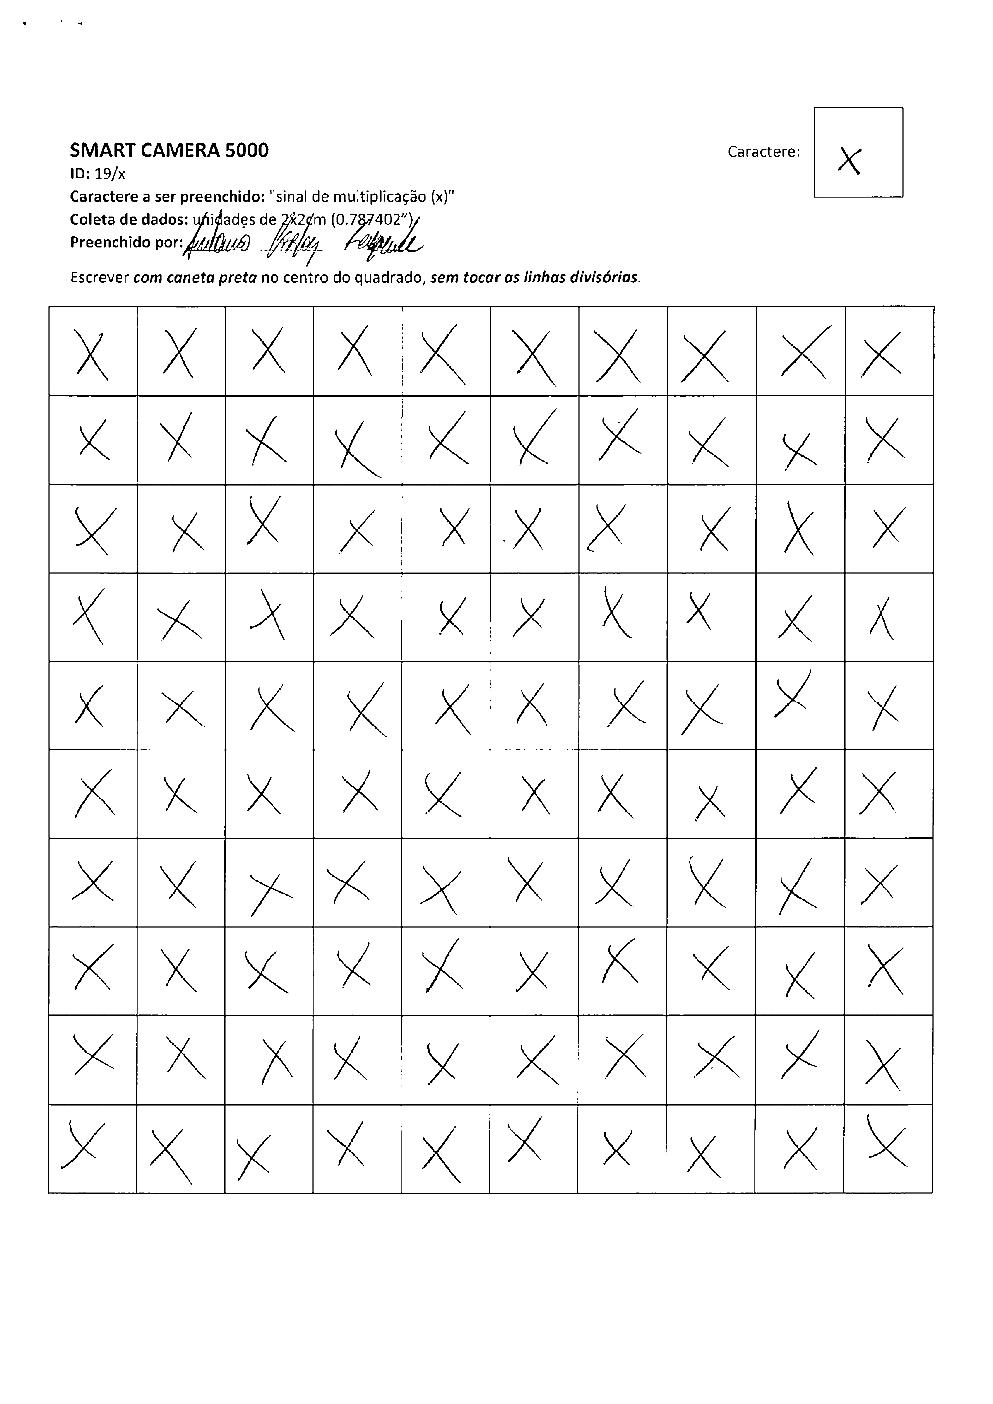 SMART CAMERA 5000
Caractere: x
ID: 19/x
Caractere a ser preenchido: "sinal de multiplicação (x)"
Coleta de dados: unidades de 2x2cm (0.787402")
Preenchido por:
Escrever com caneta preta no centro do quadrado, sem tocar as linhas divisórias.
x x x x x x x x x x
x x x x x x x x x x
x x x x x x x x x x
x x x x x x x x x x
x x x x x x x x x x
x x x x x x x x x x
x x x x x x x x x x
x x x x x x x x x x
x x x x x x x x x x
x x x x x x x x x x